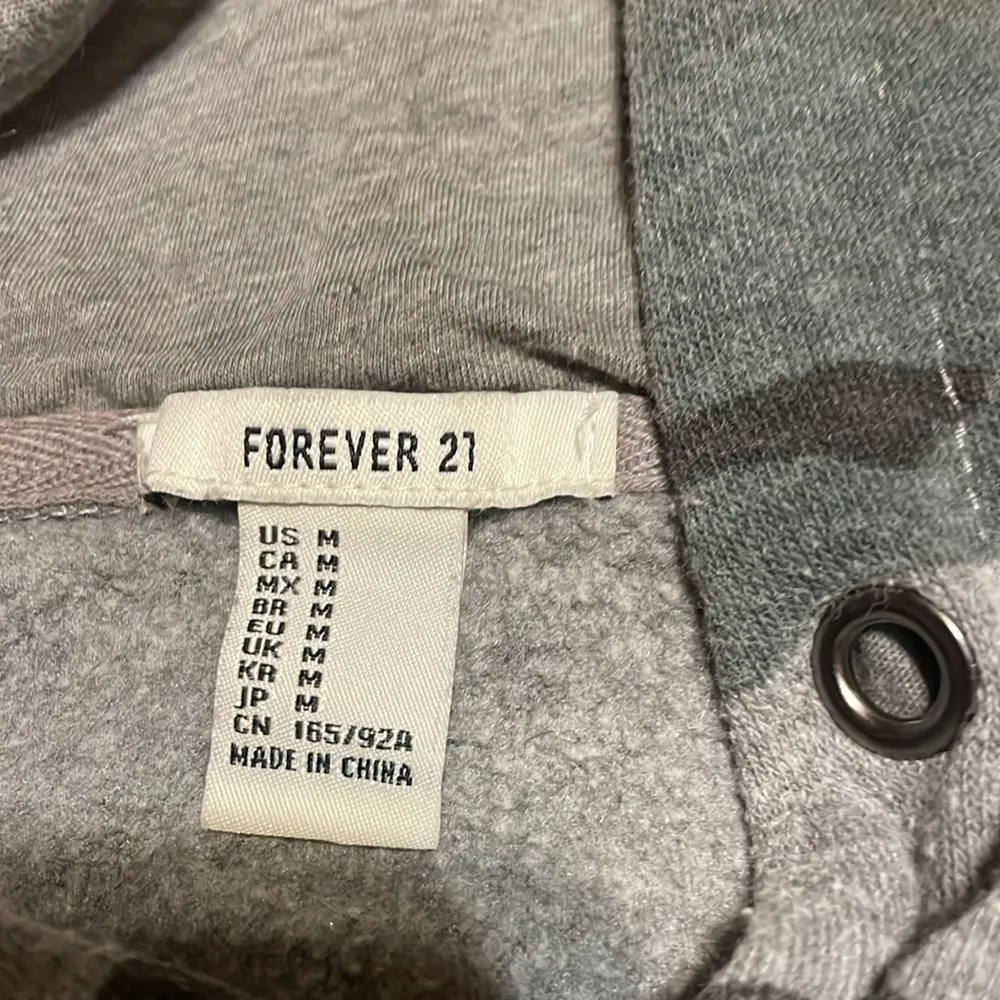 FOREVER 21
US M
CA M
MX M
BR M
EU M
UK M
KR M
JP M
CN 165/92A
MADE IN CHINA